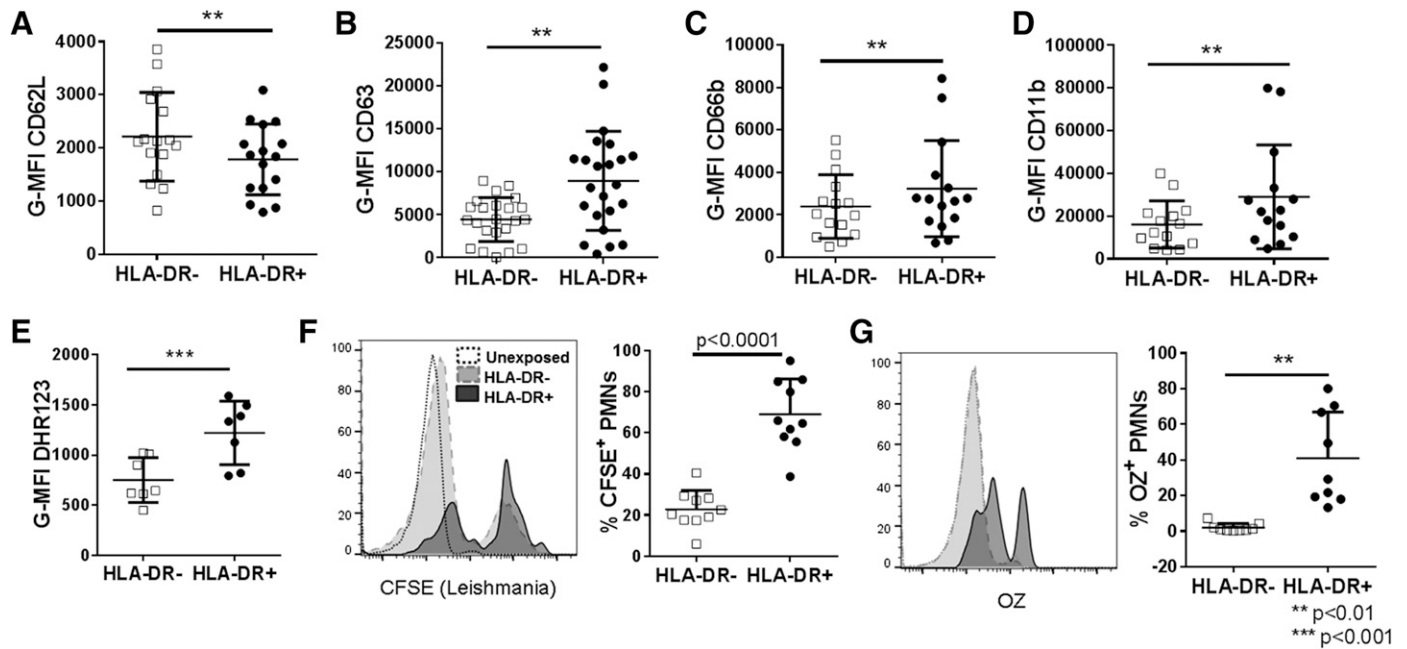 A
**
G-MFI CD62L
4000
3000
2000
1000
0
HLA-DR- HLA-DR+
B
**
G-MFI CD63
25000
20000
15000
10000
5000
0
HLA-DR- HLA-DR+
C
**
G-MFI CD66b
10000
8000
6000
4000
2000
0
HLA-DR- HLA-DR+
D
**
G-MFI CD11b
100000
80000
60000
40000
20000
0
HLA-DR- HLA-DR+
E
***
G-MFI DHR123
2000
1500
1000
500
0
HLA-DR- HLA-DR+
F
100
80
60
40
20
0
Unexposed
HLA-DR-
HLA-DR+
CFSE (Leishmania)
p<0.0001
% CFSE+ PMNs
100
80
60
40
20
0
HLA-DR- HLA-DR+
G
100
80
60
40
20
0
OZ
**
% OZ+ PMNs
100
80
60
40
20
0
-20
HLA-DR- HLA-DR+
** p<0.01
*** p<0.001